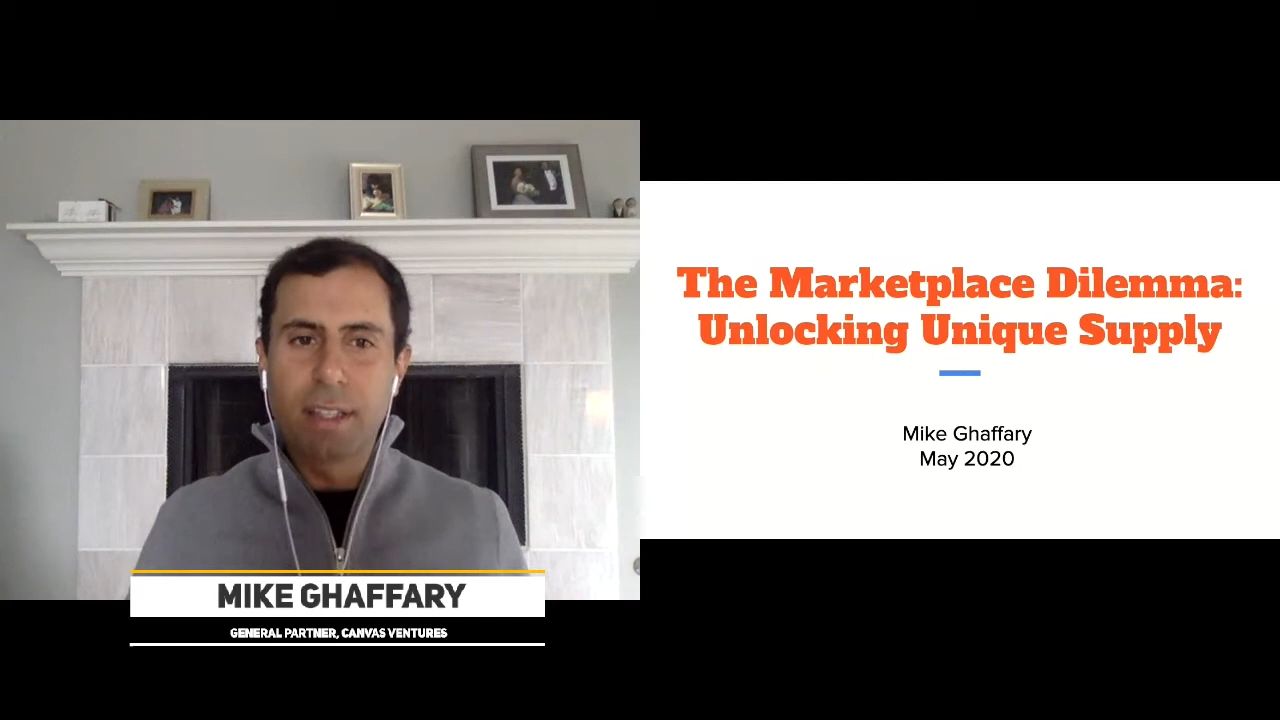 MIKE GHAFFARY
GENERAL PARTNER, CANVAS VENTURES
The Marketplace Dilemma:
Unlocking Unique Supply
Mike Ghaffary
May 2020